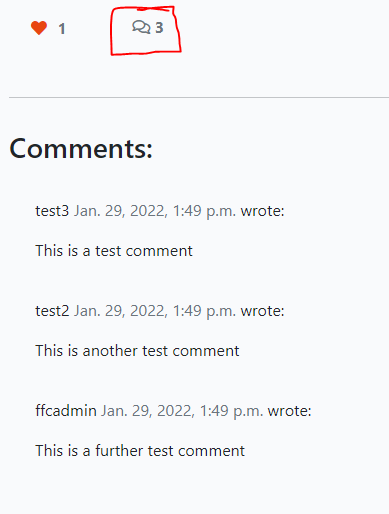 1 3
Comments:
test3 Jan. 29, 2022, 1:49 p.m. wrote:
This is a test comment
test2 Jan. 29, 2022, 1:49 p.m. wrote:
This is another test comment
ffcadmin Jan. 29, 2022, 1:49 p.m. wrote:
This is a further test comment